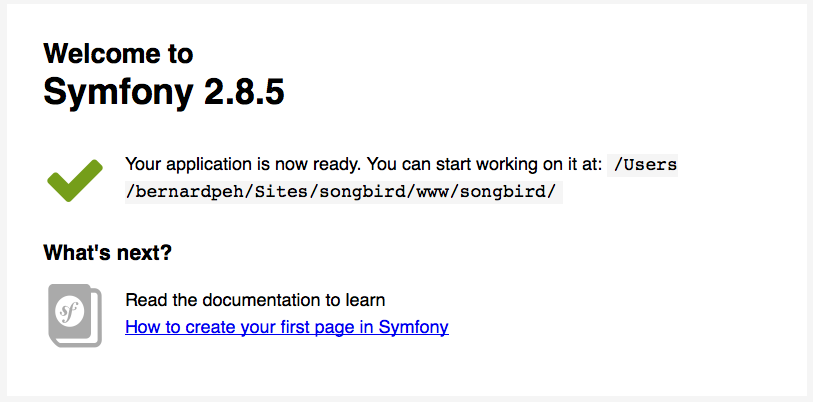 Welcome to
Symfony 2.8.5
Your application is now ready. You can start working on it at: /Users
/bernardpeh/Sites/songbird/www/songbird/
What's next?
sf
Read the documentation to learn
How to create your first page in Symfony